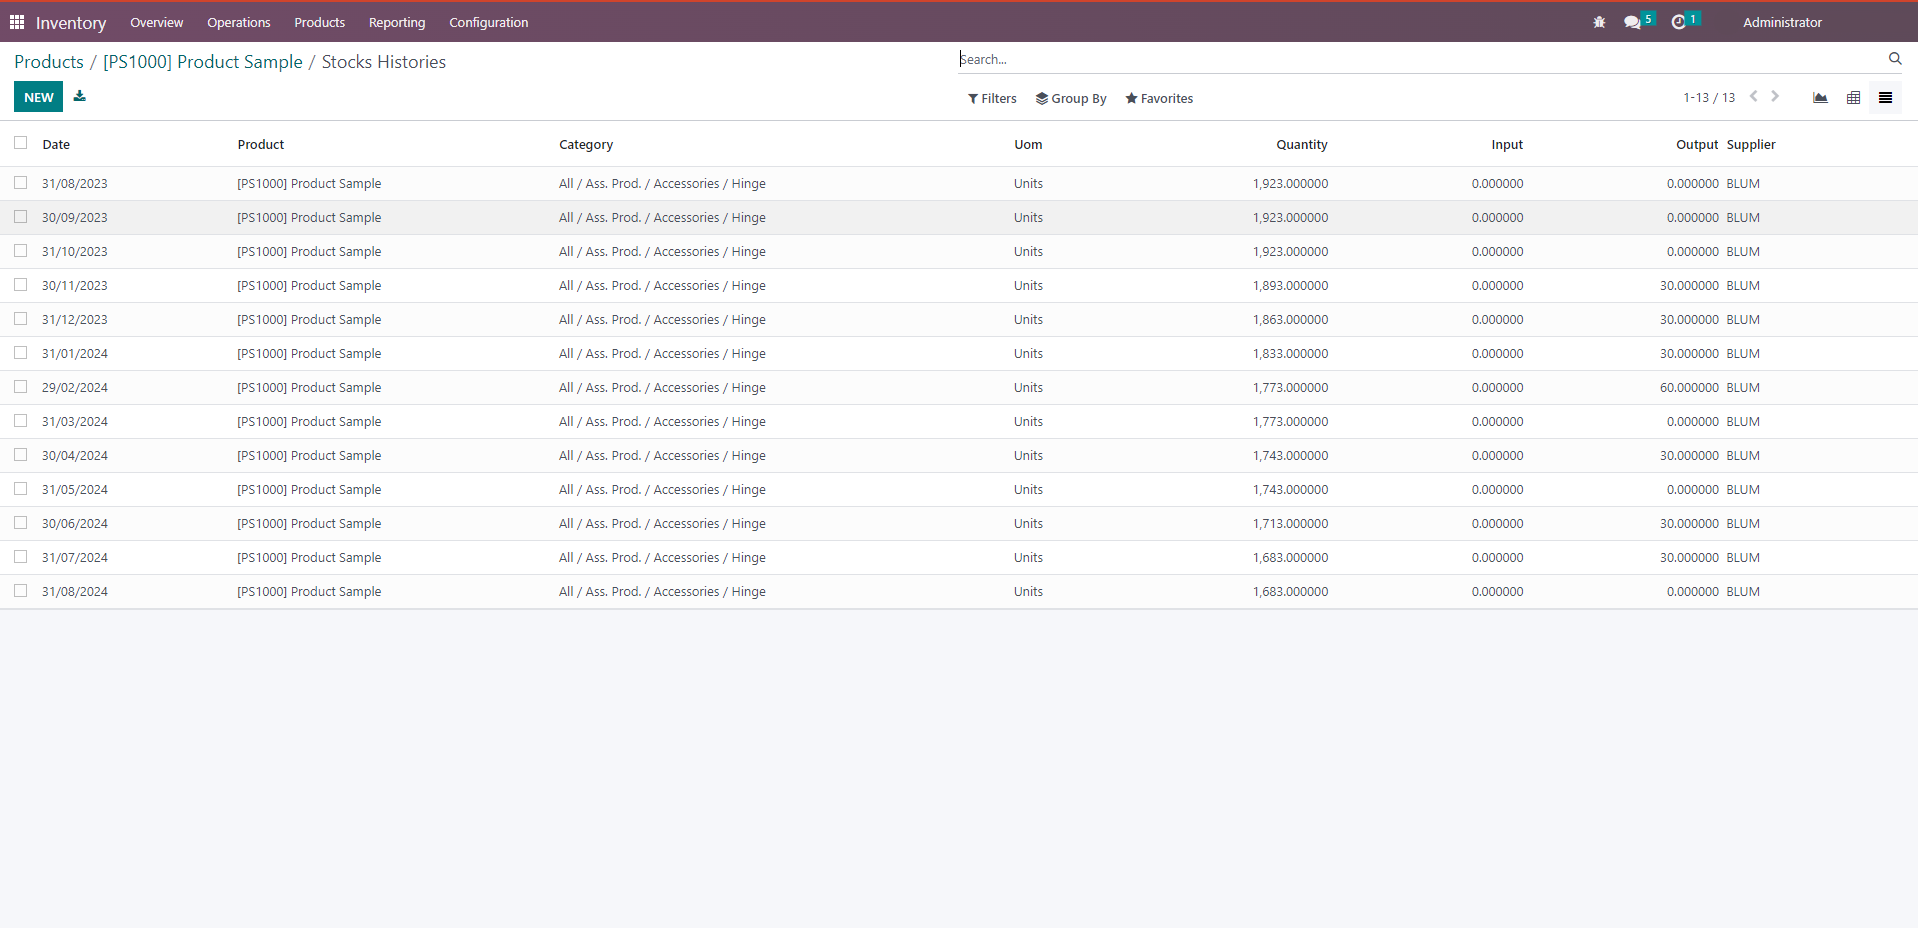 Inventory Overview Operations Products Reporting Configuration 5 1 Administrator
Products / [PS1000] Product Sample / Stocks Histories Search...
NEW Filters Group By Favorites 1-13 / 13
Date Product Category Uom Quantity Input Output Supplier
31/08/2023 [PS1000] Product Sample All / Ass. Prod. / Accessories / Hinge Units 1,923.000000 0.000000 0.000000 BLUM
30/09/2023 [PS1000] Product Sample All / Ass. Prod. / Accessories / Hinge Units 1,923.000000 0.000000 0.000000 BLUM
31/10/2023 [PS1000] Product Sample All / Ass. Prod. / Accessories / Hinge Units 1,923.000000 0.000000 0.000000 BLUM
30/11/2023 [PS1000] Product Sample All / Ass. Prod. / Accessories / Hinge Units 1,893.000000 0.000000 30.000000 BLUM
31/12/2023 [PS1000] Product Sample All / Ass. Prod. / Accessories / Hinge Units 1,863.000000 0.000000 30.000000 BLUM
31/01/2024 [PS1000] Product Sample All / Ass. Prod. / Accessories / Hinge Units 1,833.000000 0.000000 30.000000 BLUM
29/02/2024 [PS1000] Product Sample All / Ass. Prod. / Accessories / Hinge Units 1,773.000000 0.000000 60.000000 BLUM
31/03/2024 [PS1000] Product Sample All / Ass. Prod. / Accessories / Hinge Units 1,773.000000 0.000000 0.000000 BLUM
30/04/2024 [PS1000] Product Sample All / Ass. Prod. / Accessories / Hinge Units 1,743.000000 0.000000 30.000000 BLUM
31/05/2024 [PS1000] Product Sample All / Ass. Prod. / Accessories / Hinge Units 1,743.000000 0.000000 0.000000 BLUM
30/06/2024 [PS1000] Product Sample All / Ass. Prod. / Accessories / Hinge Units 1,713.000000 0.000000 30.000000 BLUM
31/07/2024 [PS1000] Product Sample All / Ass. Prod. / Accessories / Hinge Units 1,683.000000 0.000000 30.000000 BLUM
31/08/2024 [PS1000] Product Sample All / Ass. Prod. / Accessories / Hinge Units 1,683.000000 0.000000 0.000000 BLUM